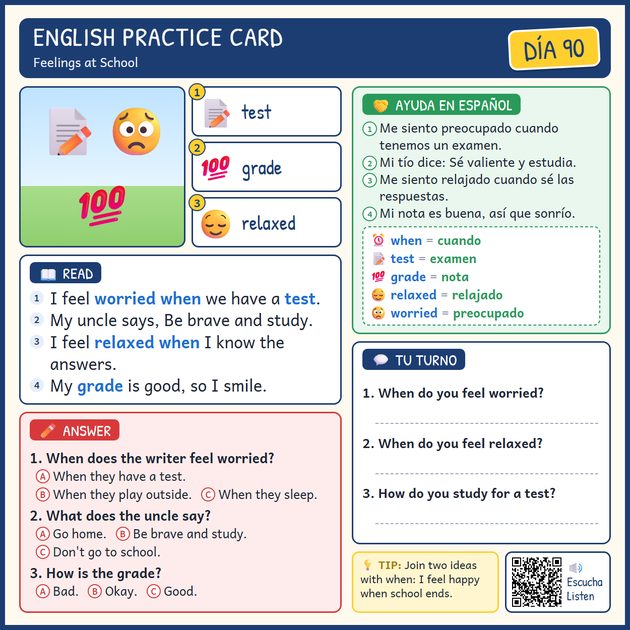 ENGLISH PRACTICE CARD
Feelings at School
DÍA 90
100
1
test
2
100 grade
3
relaxed
READ
1 I feel worried when we have a test.
2 My uncle says, Be brave and study.
3 I feel relaxed when I know the
answers.
4 My grade is good, so I smile.
ANSWER
1. When does the writer feel worried?
A When they have a test.
B When they play outside. C When they sleep.
2. What does the uncle say?
A Go home. B Be brave and study.
C Don't go to school.
3. How is the grade?
A Bad. B Okay. C Good.
AYUDA EN ESPAÑOL
1 Me siento preocupado cuando
tenemos un examen.
2 Mi tío dice: Sé valiente y estudia.
3 Me siento relajado cuando sé las
respuestas.
4 Mi nota es buena, así que sonrío.
when = cuando
test = examen
100 grade = nota
relaxed = relajado
worried = preocupado
TU TURNO
1. When do you feel worried?
2. When do you feel relaxed?
3. How do you study for a test?
TIP: Join two ideas
with when: I feel happy
when school ends.
Escucha
Listen